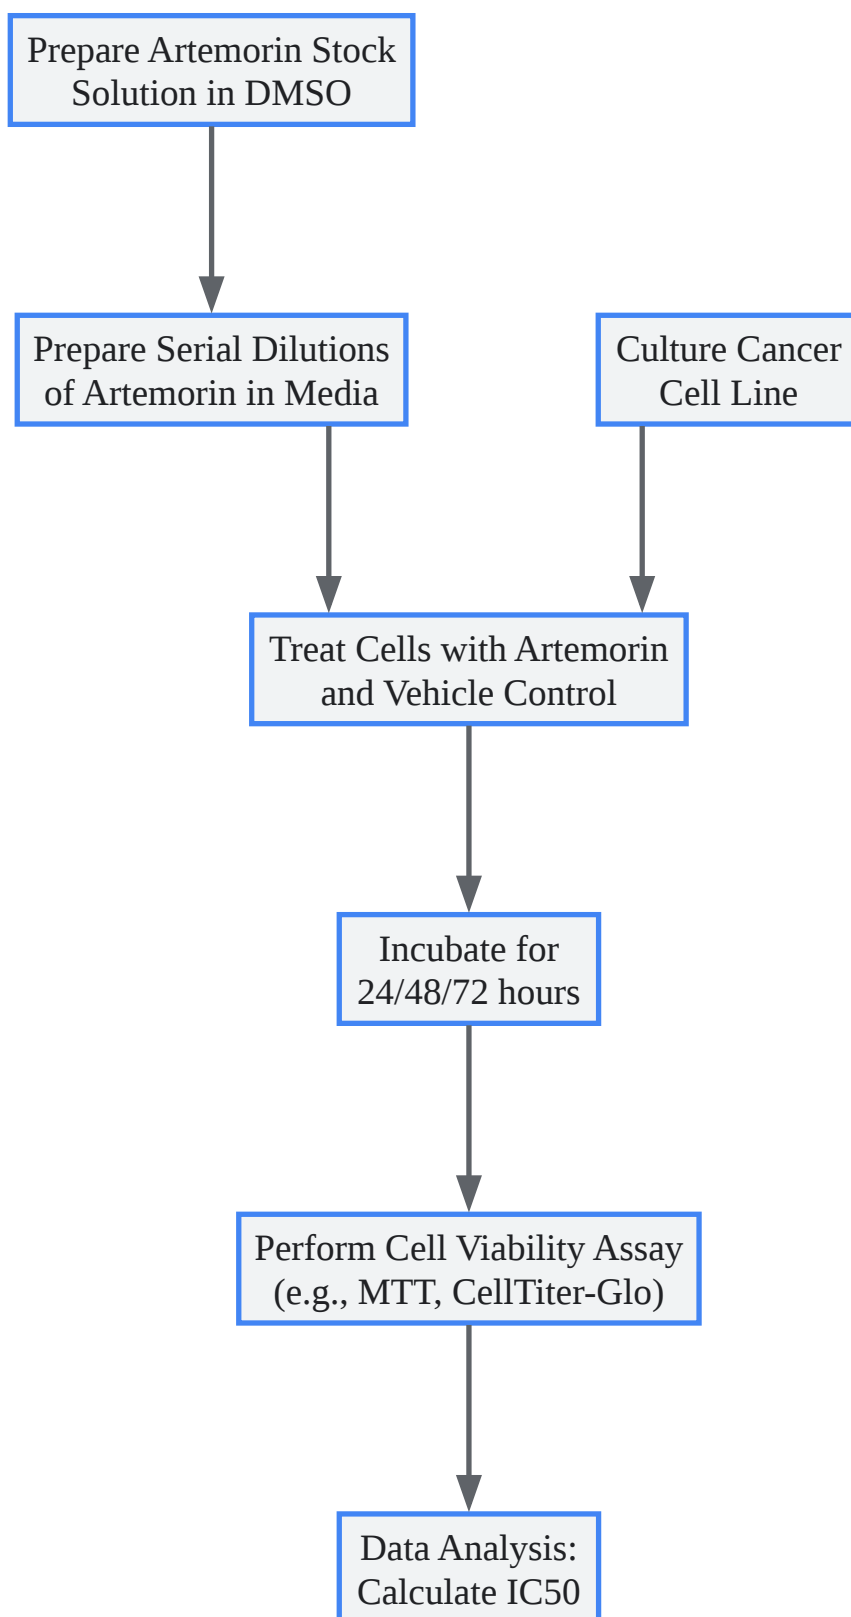 Prepare Artemorin Stock
Solution in DMSO
Prepare Serial Dilutions
of Artemorin in Media
Culture Cancer
Cell Line
Treat Cells with Artemorin
and Vehicle Control
Incubate for
24/48/72 hours
Perform Cell Viability Assay
(e.g., MTT, CellTiter-Glo)
Data Analysis:
Calculate IC50